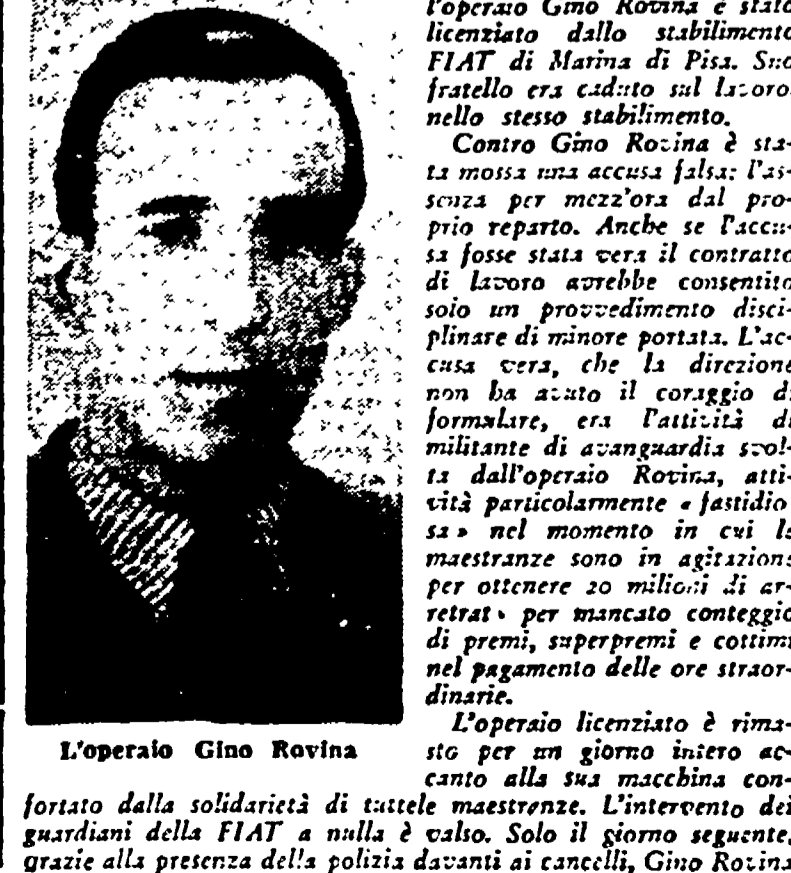 l'operaio Gino Rovina è stato
licenziato dallo stabilimento
FIAT di Marina di Pisa. Suo
fratello era caduto sul lavoro
nello stesso stabilimento.
Contro Gino Rovina è sta-
ta mossa una accusa falsa: l'as-
senza per mezz'ora dal pro-
prio reparto. Anche se l'accu-
sa fosse stata vera il contratto
di lavoro avrebbe consentito
solo un provvedimento disci-
plinare di minore portata. L'ac-
cusa vera, che la direzione
non ha avuto il coraggio di
formulare, era l'attività di
militante di avanguardia svol-
ta dall'operaio Rovina, atti-
vità particolarmente « fastidio
sa » nel momento in cui le
maestranze sono in agitazione
per ottenere 20 milioni di ar-
retrati per mancato conteggio
di premi, superpremi e cottimi
nel pagamento delle ore straor-
dinarie.
L'operaio licenziato è rima-
sto per un giorno intero ac-
canto alla sua macchina con-
fortato dalla solidarietà di tuttele maestranze. L'intervento dei
guardiani della FIAT a nulla è valso. Solo il giorno seguente,
grazie alla presenza della polizia davanti ai cancelli, Gino Rovina
L'operaio Gino Rovina